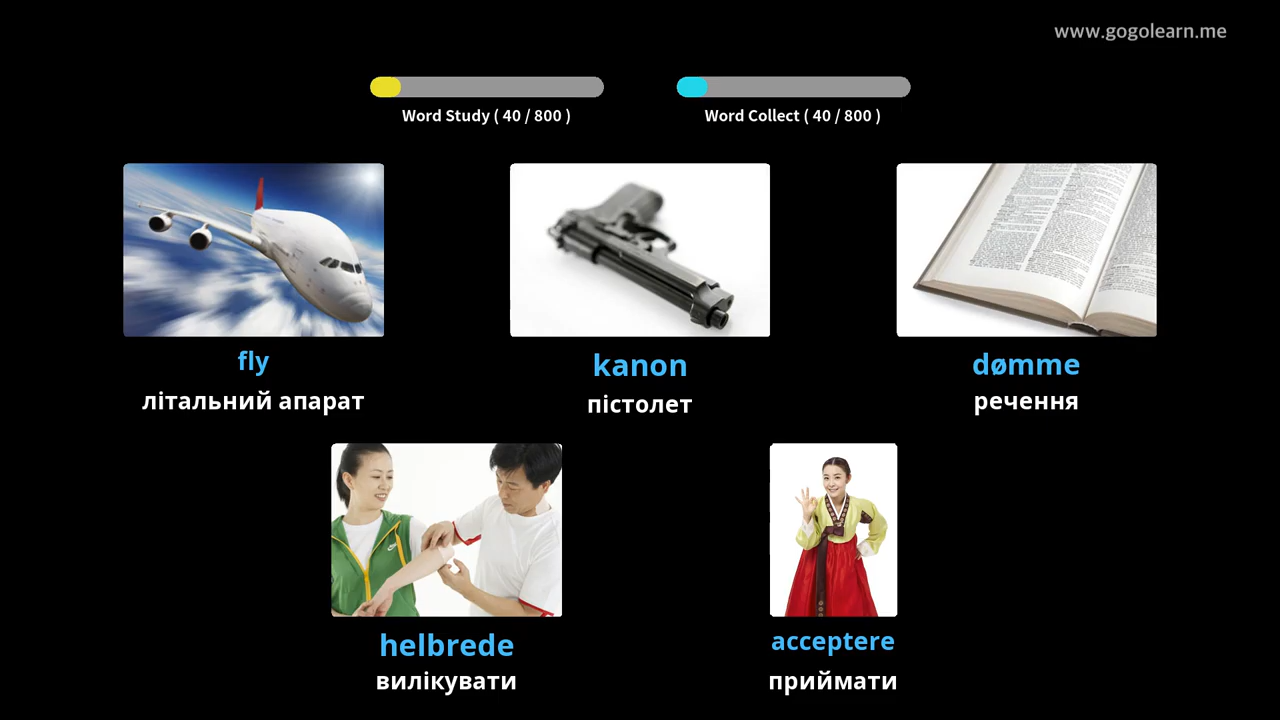 www.gogolearn.me
Word Study ( 40 / 800 )
Word Collect ( 40 / 800 )
fly
літальний апарат
kanon
пістолет
dømme
речення
helbrede
вилікувати
acceptere
приймати